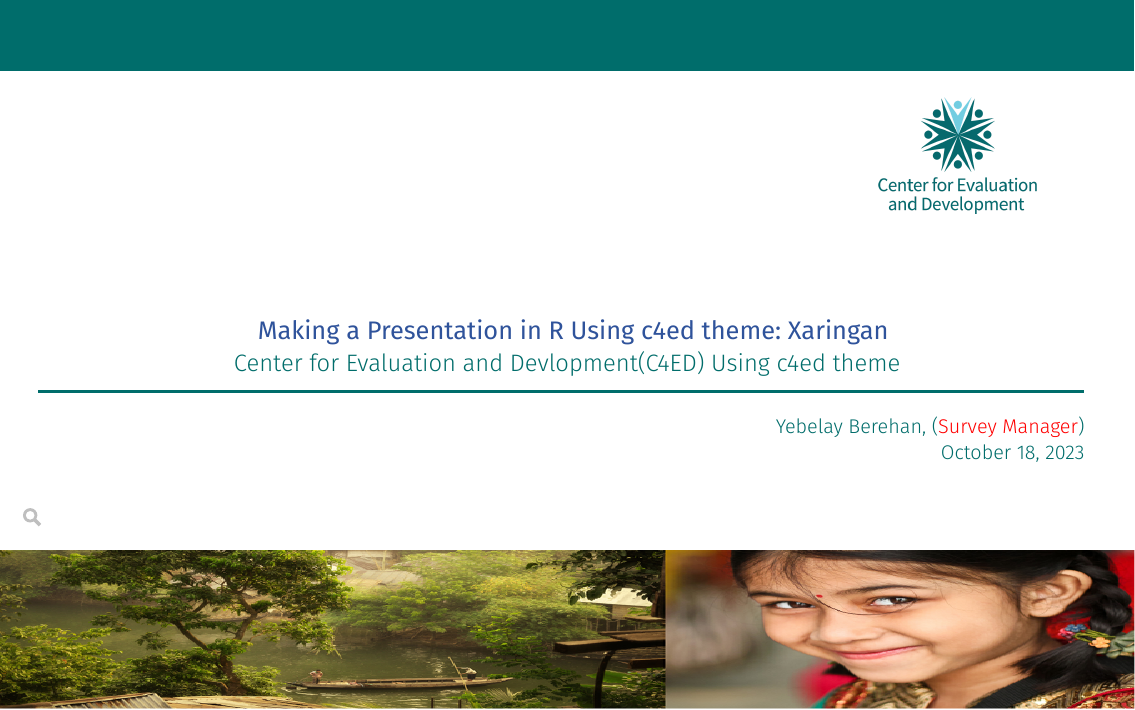 Center for Evaluation
and Development
Making a Presentation in R Using c4ed theme: Xaringan
Center for Evaluation and Devlopment(C4ED) Using c4ed theme
Yebelay Berehan, (Survey Manager)
October 18, 2023